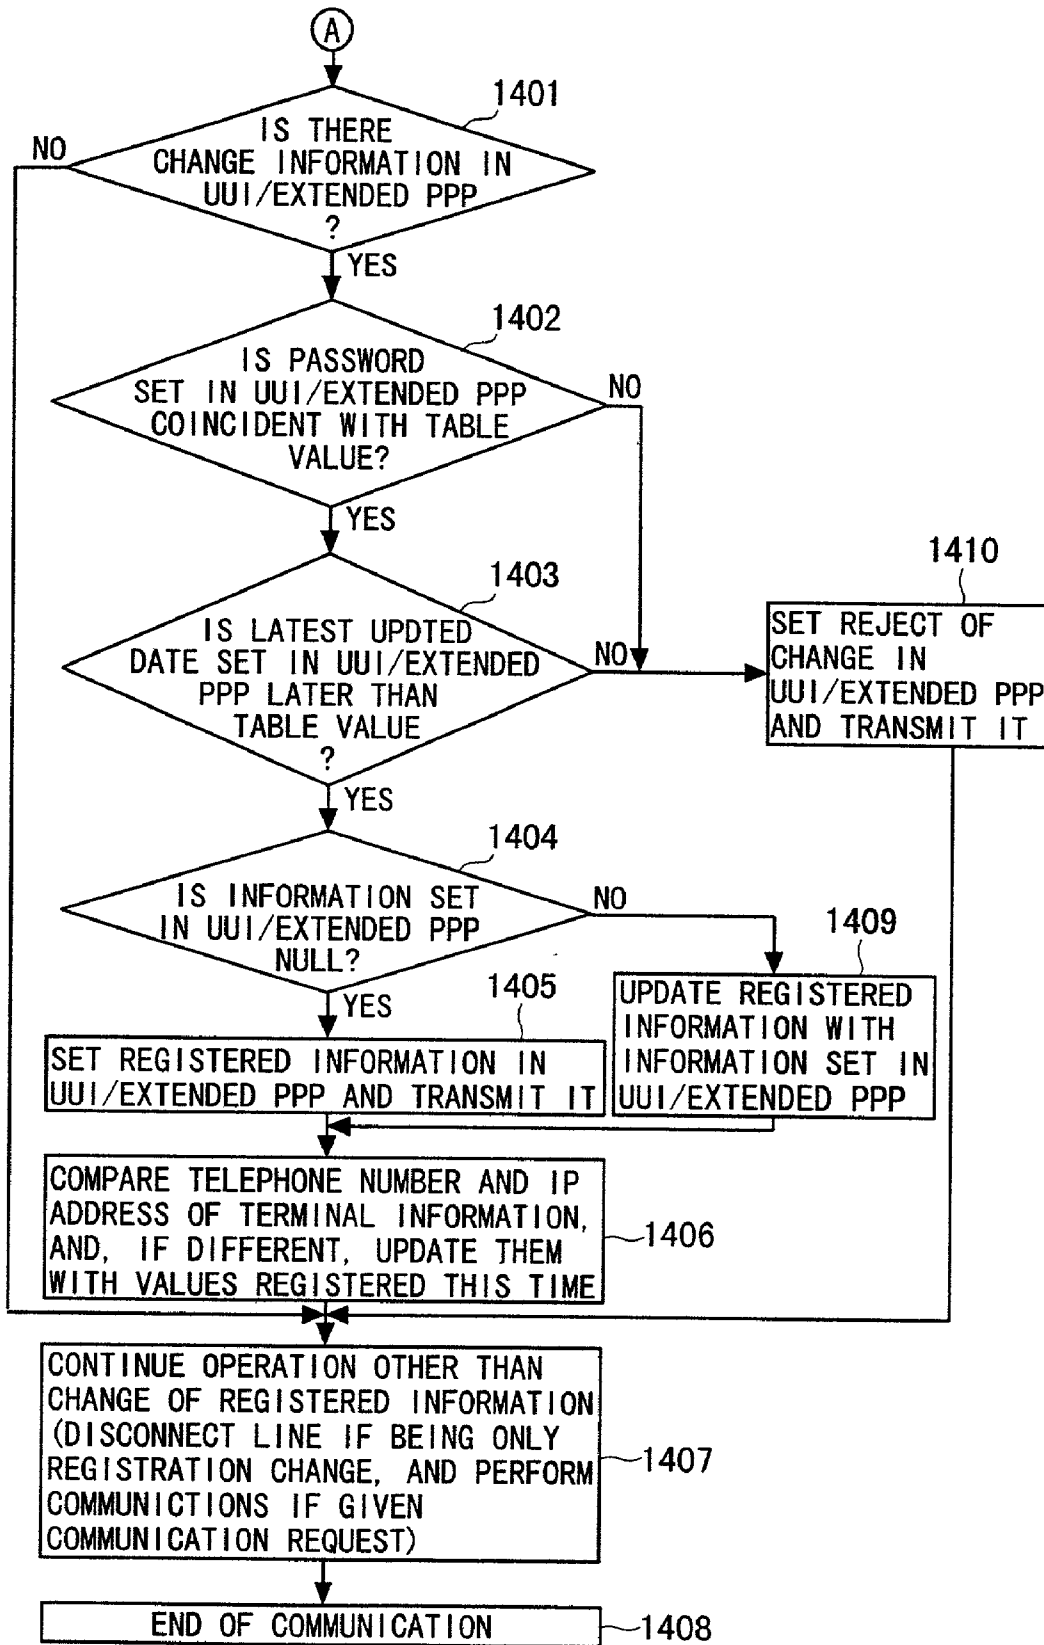 A
1401
NO
IS THERE
CHANGE INFORMATION IN
UUI/EXTENDED PPP
?
YES
1402
IS PASSWORD
SET IN UUI/EXTENDED PPP
COINCIDENT WITH TABLE
VALUE?
NO
YES
1403
IS LATEST UPDTED
DATE SET IN UUI/EXTENDED
PPP LATER THAN
TABLE VALUE
?
NO
YES
1410
SET REJECT OF
CHANGE IN
UUI/EXTENDED PPP
AND TRANSMIT IT
1404
IS INFORMATION SET
IN UUI/EXTENDED PPP
NULL?
NO
YES
1409
UPDATE REGISTERED
INFORMATION WITH
INFORMATION SET IN
UUI/EXTENDED PPP
1405
SET REGISTERED INFORMATION IN
UUI/EXTENDED PPP AND TRANSMIT IT
COMPARE TELEPHONE NUMBER AND IP
ADDRESS OF TERMINAL INFORMATION,
AND, IF DIFFERENT, UPDATE THEM
WITH VALUES REGISTERED THIS TIME
1406
CONTINUE OPERATION OTHER THAN
CHANGE OF REGISTERED INFORMATION
(DISCONNECT LINE IF BEING ONLY
REGISTRATION CHANGE, AND PERFORM
COMMUNICTIONS IF GIVEN
COMMUNICATION REQUEST)
1407
END OF COMMUNICATION
1408